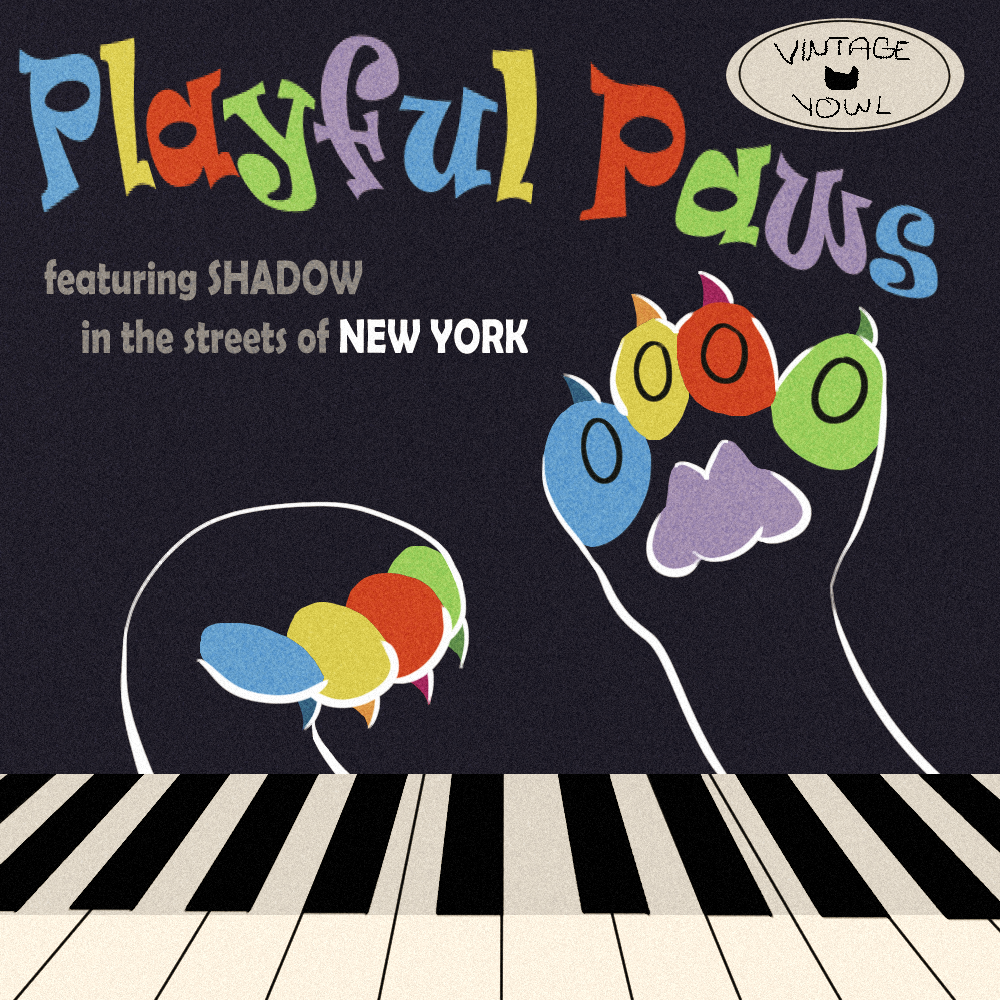 Playful Paws
VINTAGE
YOWL
featuring SHADOW
in the streets of NEW YORK